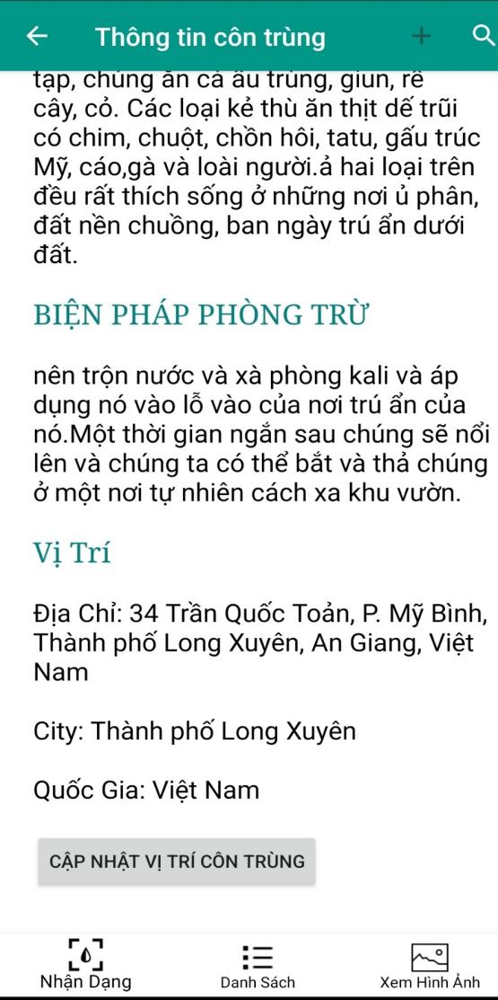 Thông tin côn trùng
tạp, chúng ăn cả ấu trùng, giun, rễ
cây, cỏ. Các loại kẻ thù ăn thịt dế trũi
có chim, chuột, chồn hôi, tatu, gấu trúc
Mỹ, cáo,gà và loài người.ả hai loại trên
đều rất thích sống ở những nơi ủ phân,
đất nền chuồng, ban ngày trú ẩn dưới
đất.
BIỆN PHÁP PHÒNG TRỪ
nên trộn nước và xà phòng kali và áp
dụng nó vào lỗ vào của nơi trú ẩn của
nó.Một thời gian ngắn sau chúng sẽ nổi
lên và chúng ta có thể bắt và thả chúng
ở một nơi tự nhiên cách xa khu vườn.
Vị Trí
Địa Chỉ: 34 Trần Quốc Toản, P. Mỹ Bình,
Thành phố Long Xuyên, An Giang, Việt
Nam
City: Thành phố Long Xuyên
Quốc Gia: Việt Nam
CẬP NHẬT VỊ TRÍ CÔN TRÙNG
Nhận Dạng
Danh Sách
Xem Hình Ảnh